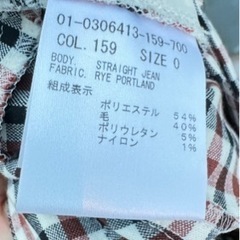 01-0306413-159-700
COL. 159 SIZE 0
BODY. STRAIGHT JEAN
FABRIC. RYE PORTLAND
組成表示
ポリエステル 54%
毛 40%
ポリウレタン 5%
ナイロン 1%